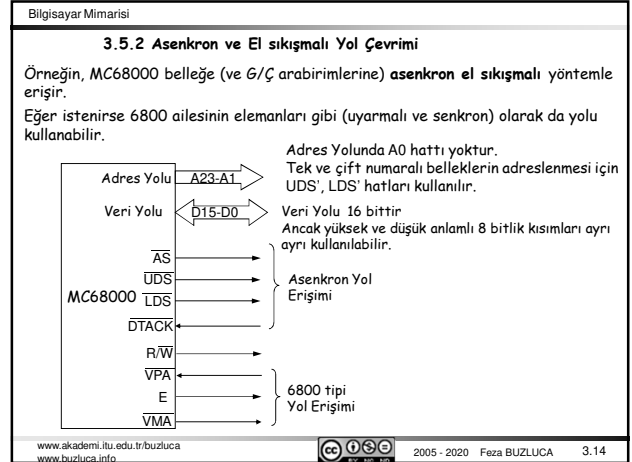 Bilgisayar Mimarisi
3.5.2 Asenkron ve El sıkışmalı Yol Çevrimi
Örneğin, MC68000 belleğe (ve G/Ç arabirimlerine) asenkron el sıkışmalı yöntemle
erişir.
Eğer istenirse 6800 ailesinin elemanları gibi (uyarmalı ve senkron) olarak da yolu
kullanabilir.
Adres Yolunda A0 hattı yoktur.
Tek ve çift numaralı belleklerin adreslenmesi için
UDS', LDS' hatları kullanılır.
Adres Yolu A23-A1
Veri Yolu D15-D0
Veri Yolu 16 bittir
Ancak yüksek ve düşük anlamlı 8 bitlik kısımları ayrı
ayrı kullanılabilir.
AS
UDS
MC68000 LDS
DTACK
Asenkron Yol
Erişimi
R/W
VPA
E
VMA
6800 tipi
Yol Erişimi
www.akademi.itu.edu.tr/buzluca
www.buzluca.info
cc BY NC ND
2005 - 2020 Feza BUZLUCA 3.14